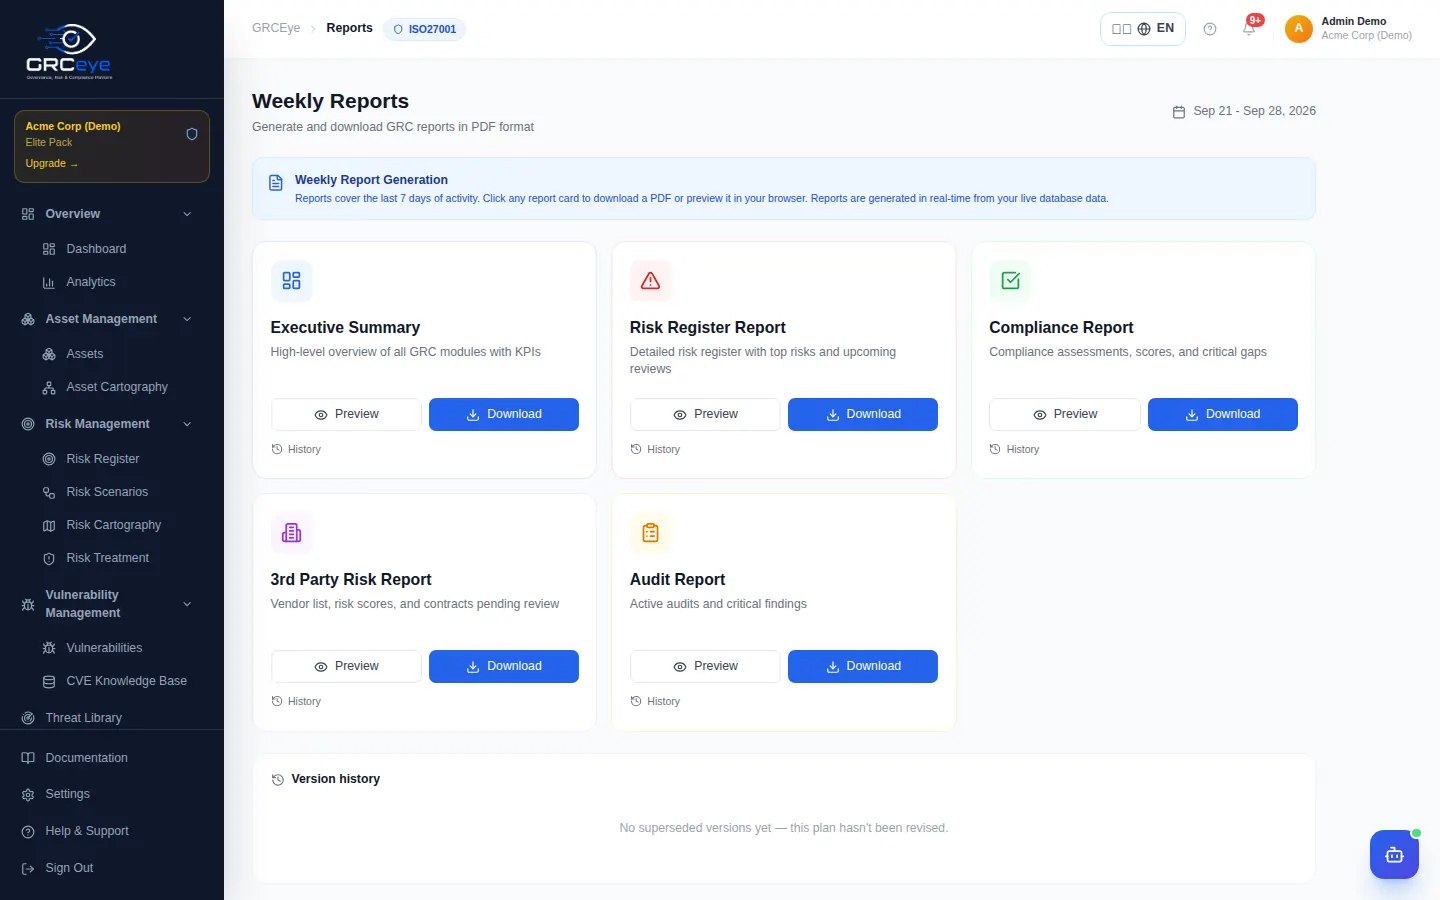 GRCeye
Governance, Risk & Compliance Platform
Acme Corp (Demo)
Elite Pack
Upgrade →
Overview
Dashboard
Analytics
Asset Management
Assets
Asset Cartography
Risk Management
Risk Register
Risk Scenarios
Risk Cartography
Risk Treatment
Vulnerability
Management
Vulnerabilities
CVE Knowledge Base
Threat Library
Documentation
Settings
Help & Support
Sign Out
GRCEye
Reports
ISO27001
EN
9+
A
Admin Demo
Acme Corp (Demo)
Weekly Reports
Generate and download GRC reports in PDF format
Sep 21 - Sep 28, 2026
Weekly Report Generation
Reports cover the last 7 days of activity. Click any report card to download a PDF or preview it in your browser. Reports are generated in real-time from your live database data.
Executive Summary
High-level overview of all GRC modules with KPIs
Preview
Download
History
Risk Register Report
Detailed risk register with top risks and upcoming
reviews
Preview
Download
History
Compliance Report
Compliance assessments, scores, and critical gaps
Preview
Download
History
3rd Party Risk Report
Vendor list, risk scores, and contracts pending review
Preview
Download
History
Audit Report
Active audits and critical findings
Preview
Download
History
Version history
No superseded versions yet — this plan hasn't been revised.